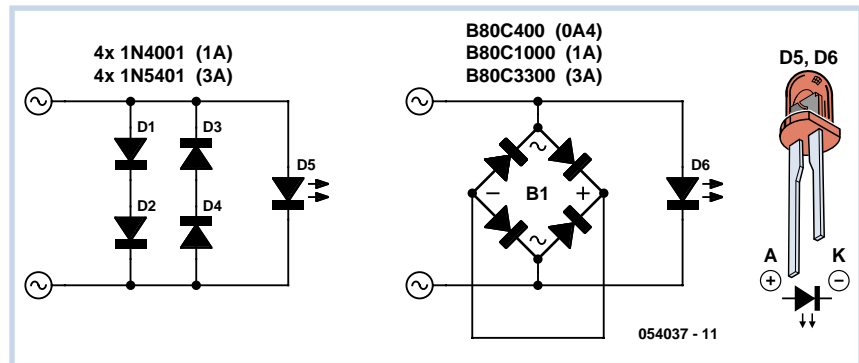 4x 1N4001 (1A)
4x 1N5401 (3A)
D1
D3
D5
D2
D4
B80C400 (0A4)
B80C1000 (1A)
B80C3300 (3A)
D6
− B1 +
054037 - 11
D5, D6
A K
+ −